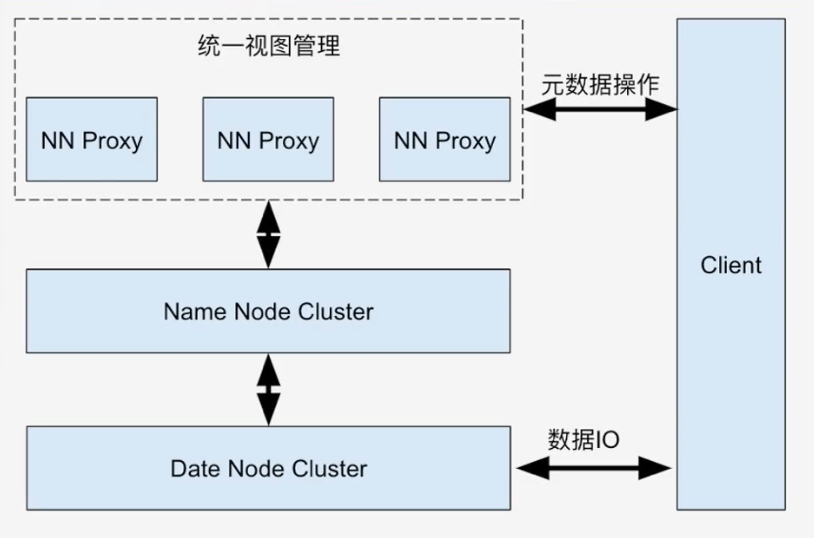 统一视图管理
元数据操作
NN Proxy
NN Proxy
NN Proxy
Client
Name Node Cluster
数据IO
Date Node Cluster